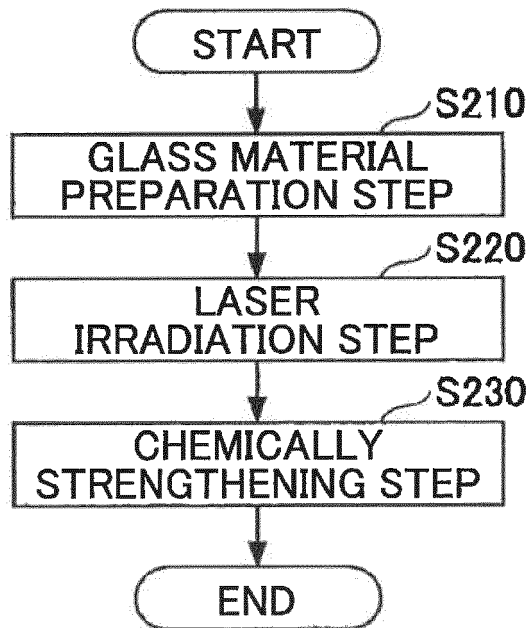 START
S210
GLASS MATERIAL
PREPARATION STEP
S220
LASER
IRRADIATION STEP
S230
CHEMICALLY
STRENGTHENING STEP
END